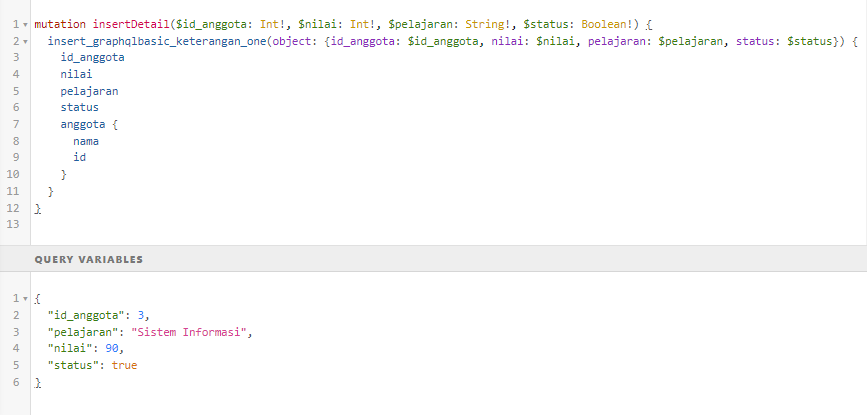 1 mutation insertDetail($id_anggota: Int!, $nilai: Int!, $pelajaran: String!, $status: Boolean!) {
2 insert_graphqlbasic_keterangan_one(object: {id_anggota: $id_anggota, nilai: $nilai, pelajaran: $pelajaran, status: $status}) {
3 id_anggota
4 nilai
5 pelajaran
6 status
7 anggota {
8 nama
9 id
10 }
11 }
12 }
13
QUERY VARIABLES
1 {
2 "id_anggota": 3,
3 "pelajaran": "Sistem Informasi",
4 "nilai": 90,
5 "status": true
6 }